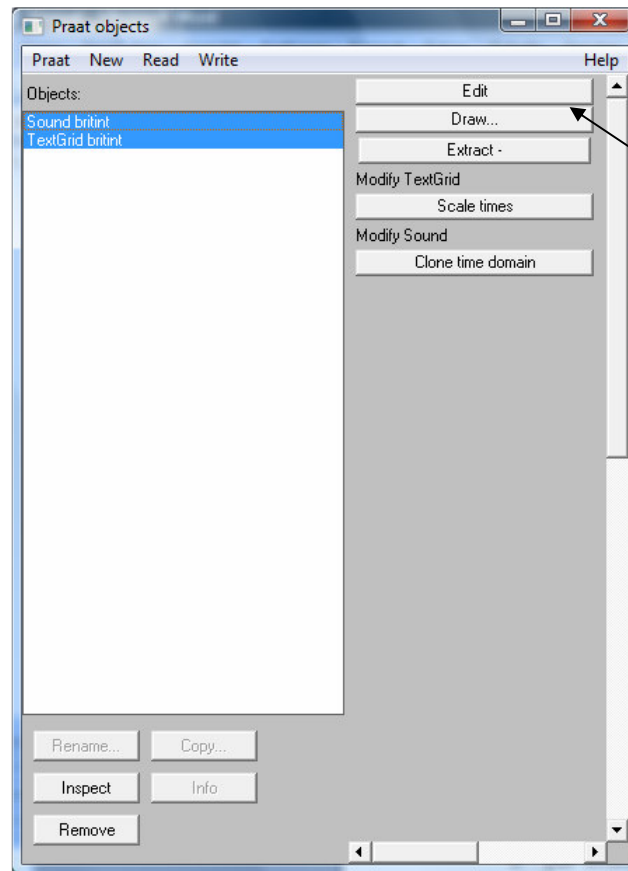 Praat objects
Praat New Read Write Help
Objects:
Sound britint
TextGrid britint
Edit
Draw...
Extract -
Modify TextGrid
Scale times
Modify Sound
Clone time domain
Rename... Copy...
Inspect Info
Remove